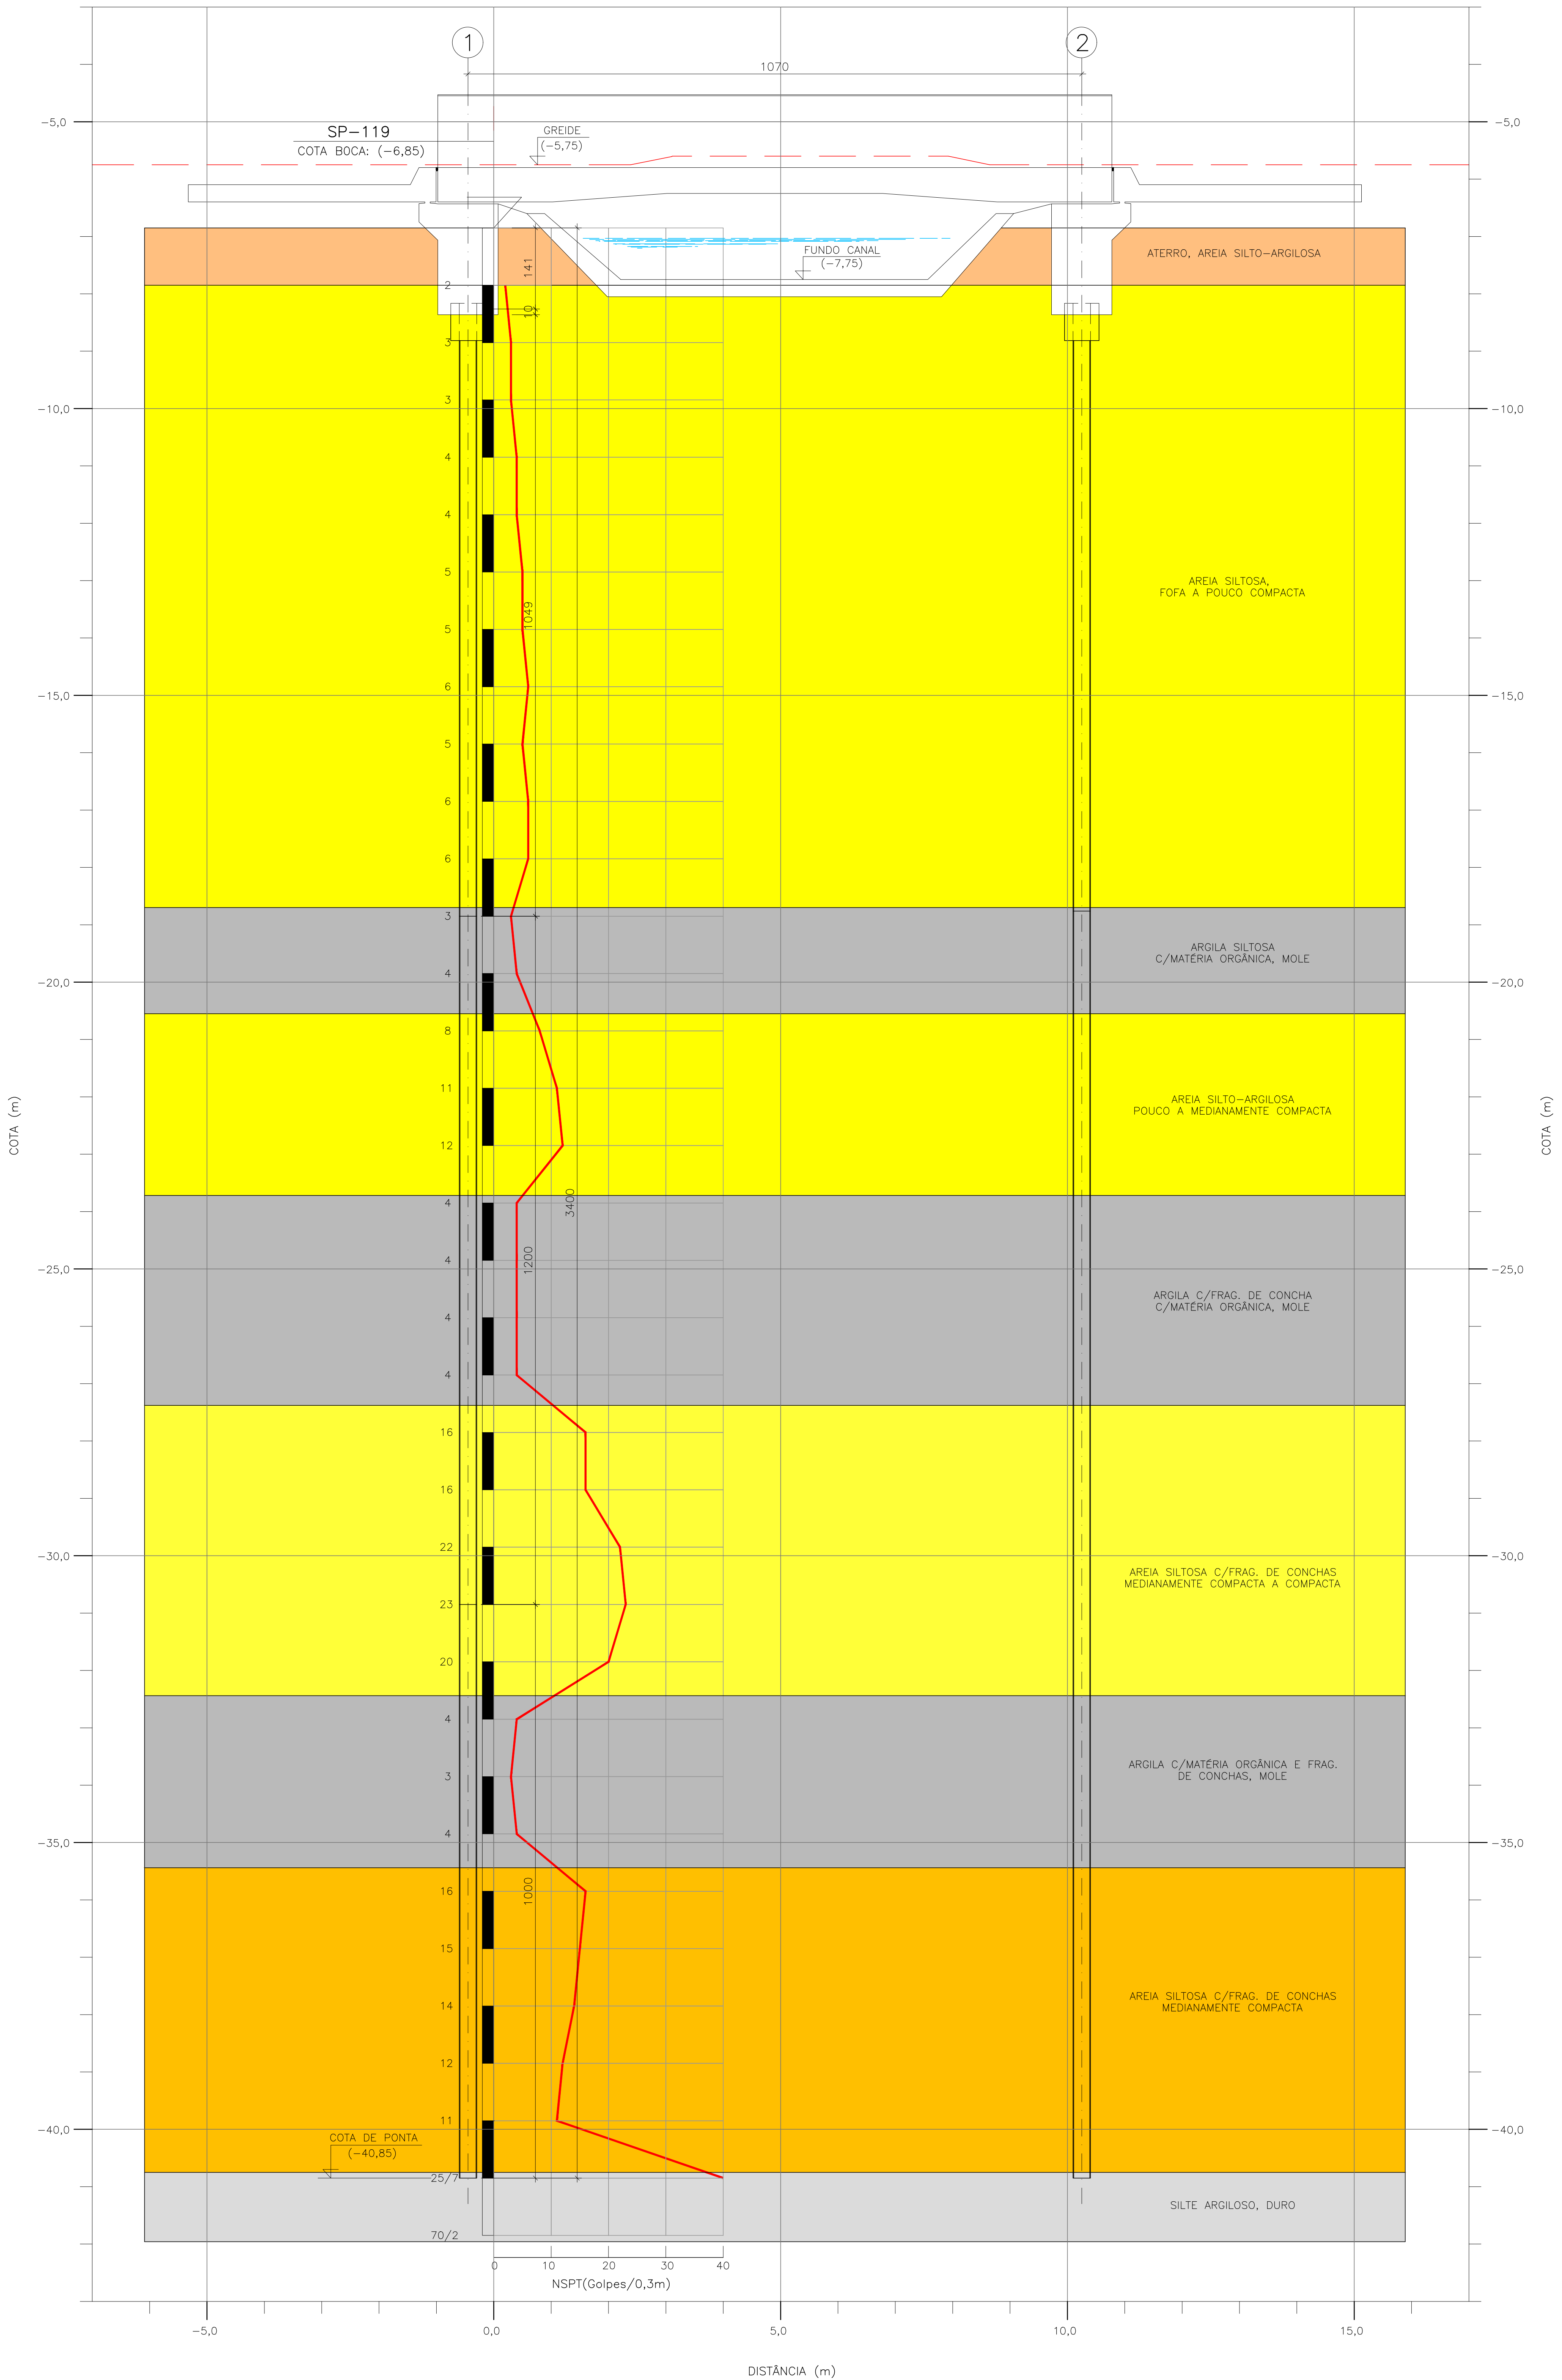 1
2
1070
SP-119
COTA BOCA: (-6,85)
GREIDE
(-5,75)
-5,0
-5,0
FUNDO CANAL
(-7,75)
ATERRO, AREIA SILTO-ARGILOSA
141
2
10
3
3
-10,0
-10,0
4
4
5
AREIA SILTOSA,
FOFA A POUCO COMPACTA
1049
5
6
-15,0
-15,0
5
6
6
3
ARGILA SILTOSA
C/MATÉRIA ORGÂNICA, MOLE
4
-20,0
-20,0
8
11
AREIA SILTO-ARGILOSA
POUCO A MEDIANAMENTE COMPACTA
COTA (m)
COTA (m)
12
4
3400
4
1200
-25,0
-25,0
ARGILA C/FRAG. DE CONCHA
C/MATÉRIA ORGÂNICA, MOLE
4
4
16
16
22
-30,0
-30,0
AREIA SILTOSA C/FRAG. DE CONCHAS
MEDIANAMENTE COMPACTA A COMPACTA
23
20
4
ARGILA C/MATÉRIA ORGÂNICA E FRAG.
DE CONCHAS, MOLE
3
4
-35,0
-35,0
16
1000
15
AREIA SILTOSA C/FRAG. DE CONCHAS
MEDIANAMENTE COMPACTA
14
12
11
-40,0
-40,0
COTA DE PONTA
(-40,85)
25/7
SILTE ARGILOSO, DURO
70/2
0
10
20
30
40
NSPT(Golpes/0,3m)
-5,0
0,0
5,0
10,0
15,0
DISTÂNCIA (m)